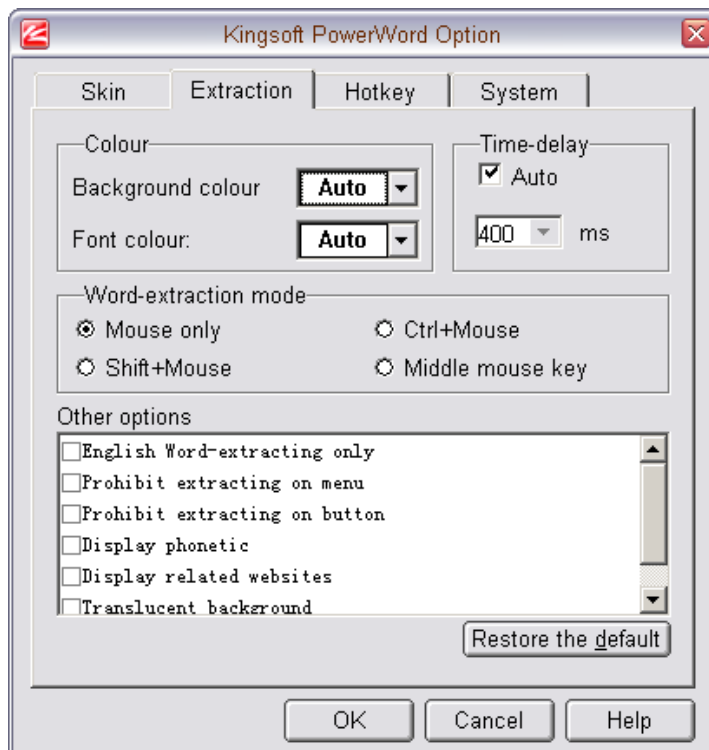 Kingsoft PowerWord Option
Skin Extraction Hotkey System
Colour
Background colour Auto
Font colour: Auto
Time-delay
Auto
400 ms
Word-extraction mode
Mouse only Ctrl+Mouse
Shift+Mouse Middle mouse key
Other options
English Word-extracting only
Prohibit extracting on menu
Prohibit extracting on button
Display phonetic
Display related websites
Translucent background
Restore the default
OK Cancel Help